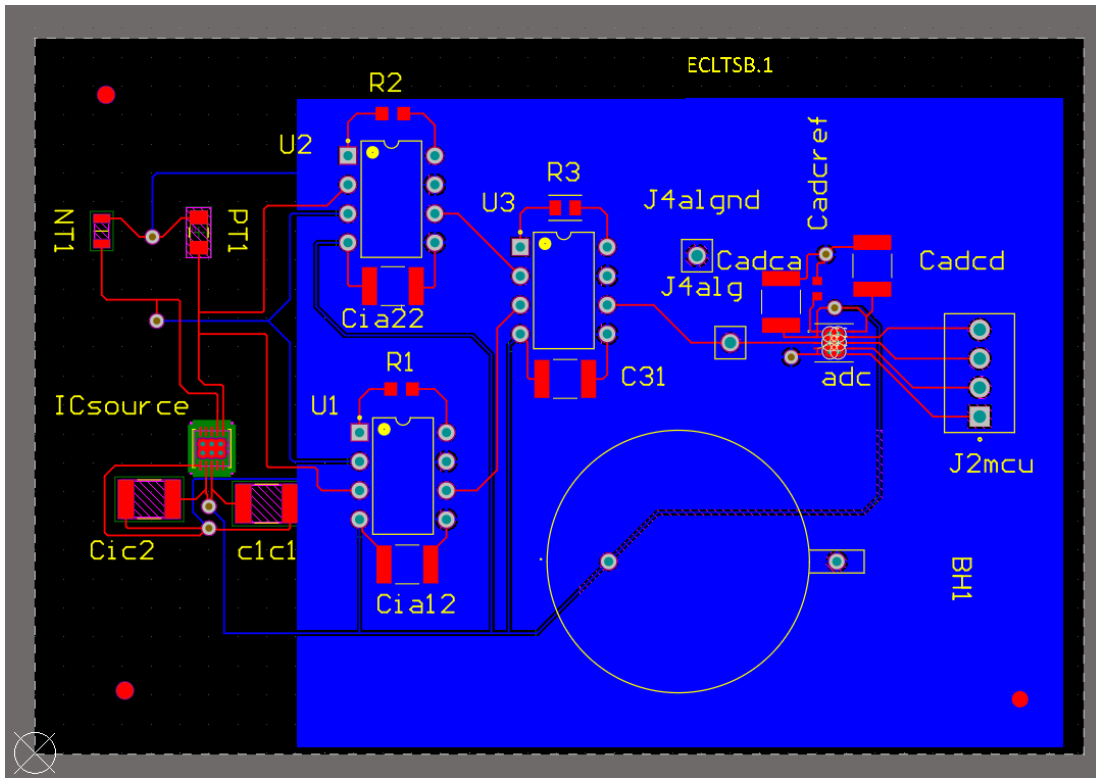 ECLTSB.1
R2
U2
Cadcref
R3
J4algnd
U3
NT1
PT1
Cadca
Cadcd
J4alg
Cia22
R1
adc
C31
ICsource
U1
J2mcu
Cic2
c1c1
BH1
Cia12